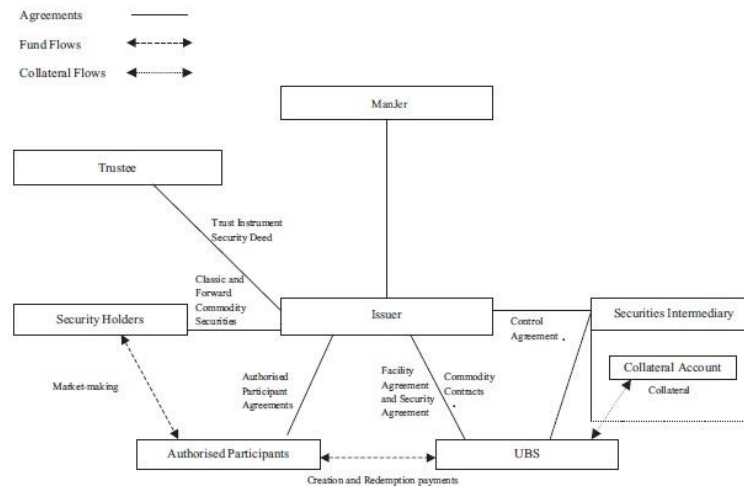 Agreements
Fund Flows
Collateral Flows
ManJer
Trustee
Trust Instrument
Security Deed
Classic and
Forward
Commodity
Securities
Security Holders
Issuer
Securities Intermediary
Control
Agreement
Collateral Account
Collateral
Market-making
Authorised
Participant
Agreements
Facility
Agreement
and Security
Agreement
Commodity
Contracts
Authorised Participants
UBS
Creation and Redemption payments